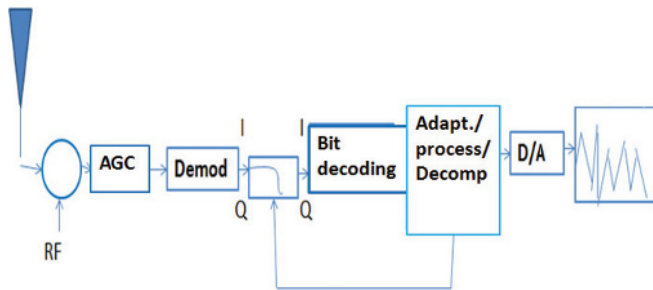 I
I
AGC
Demod
Bit
decoding
Adapt./
process/
Decomp
D/A
Q
Q
RF